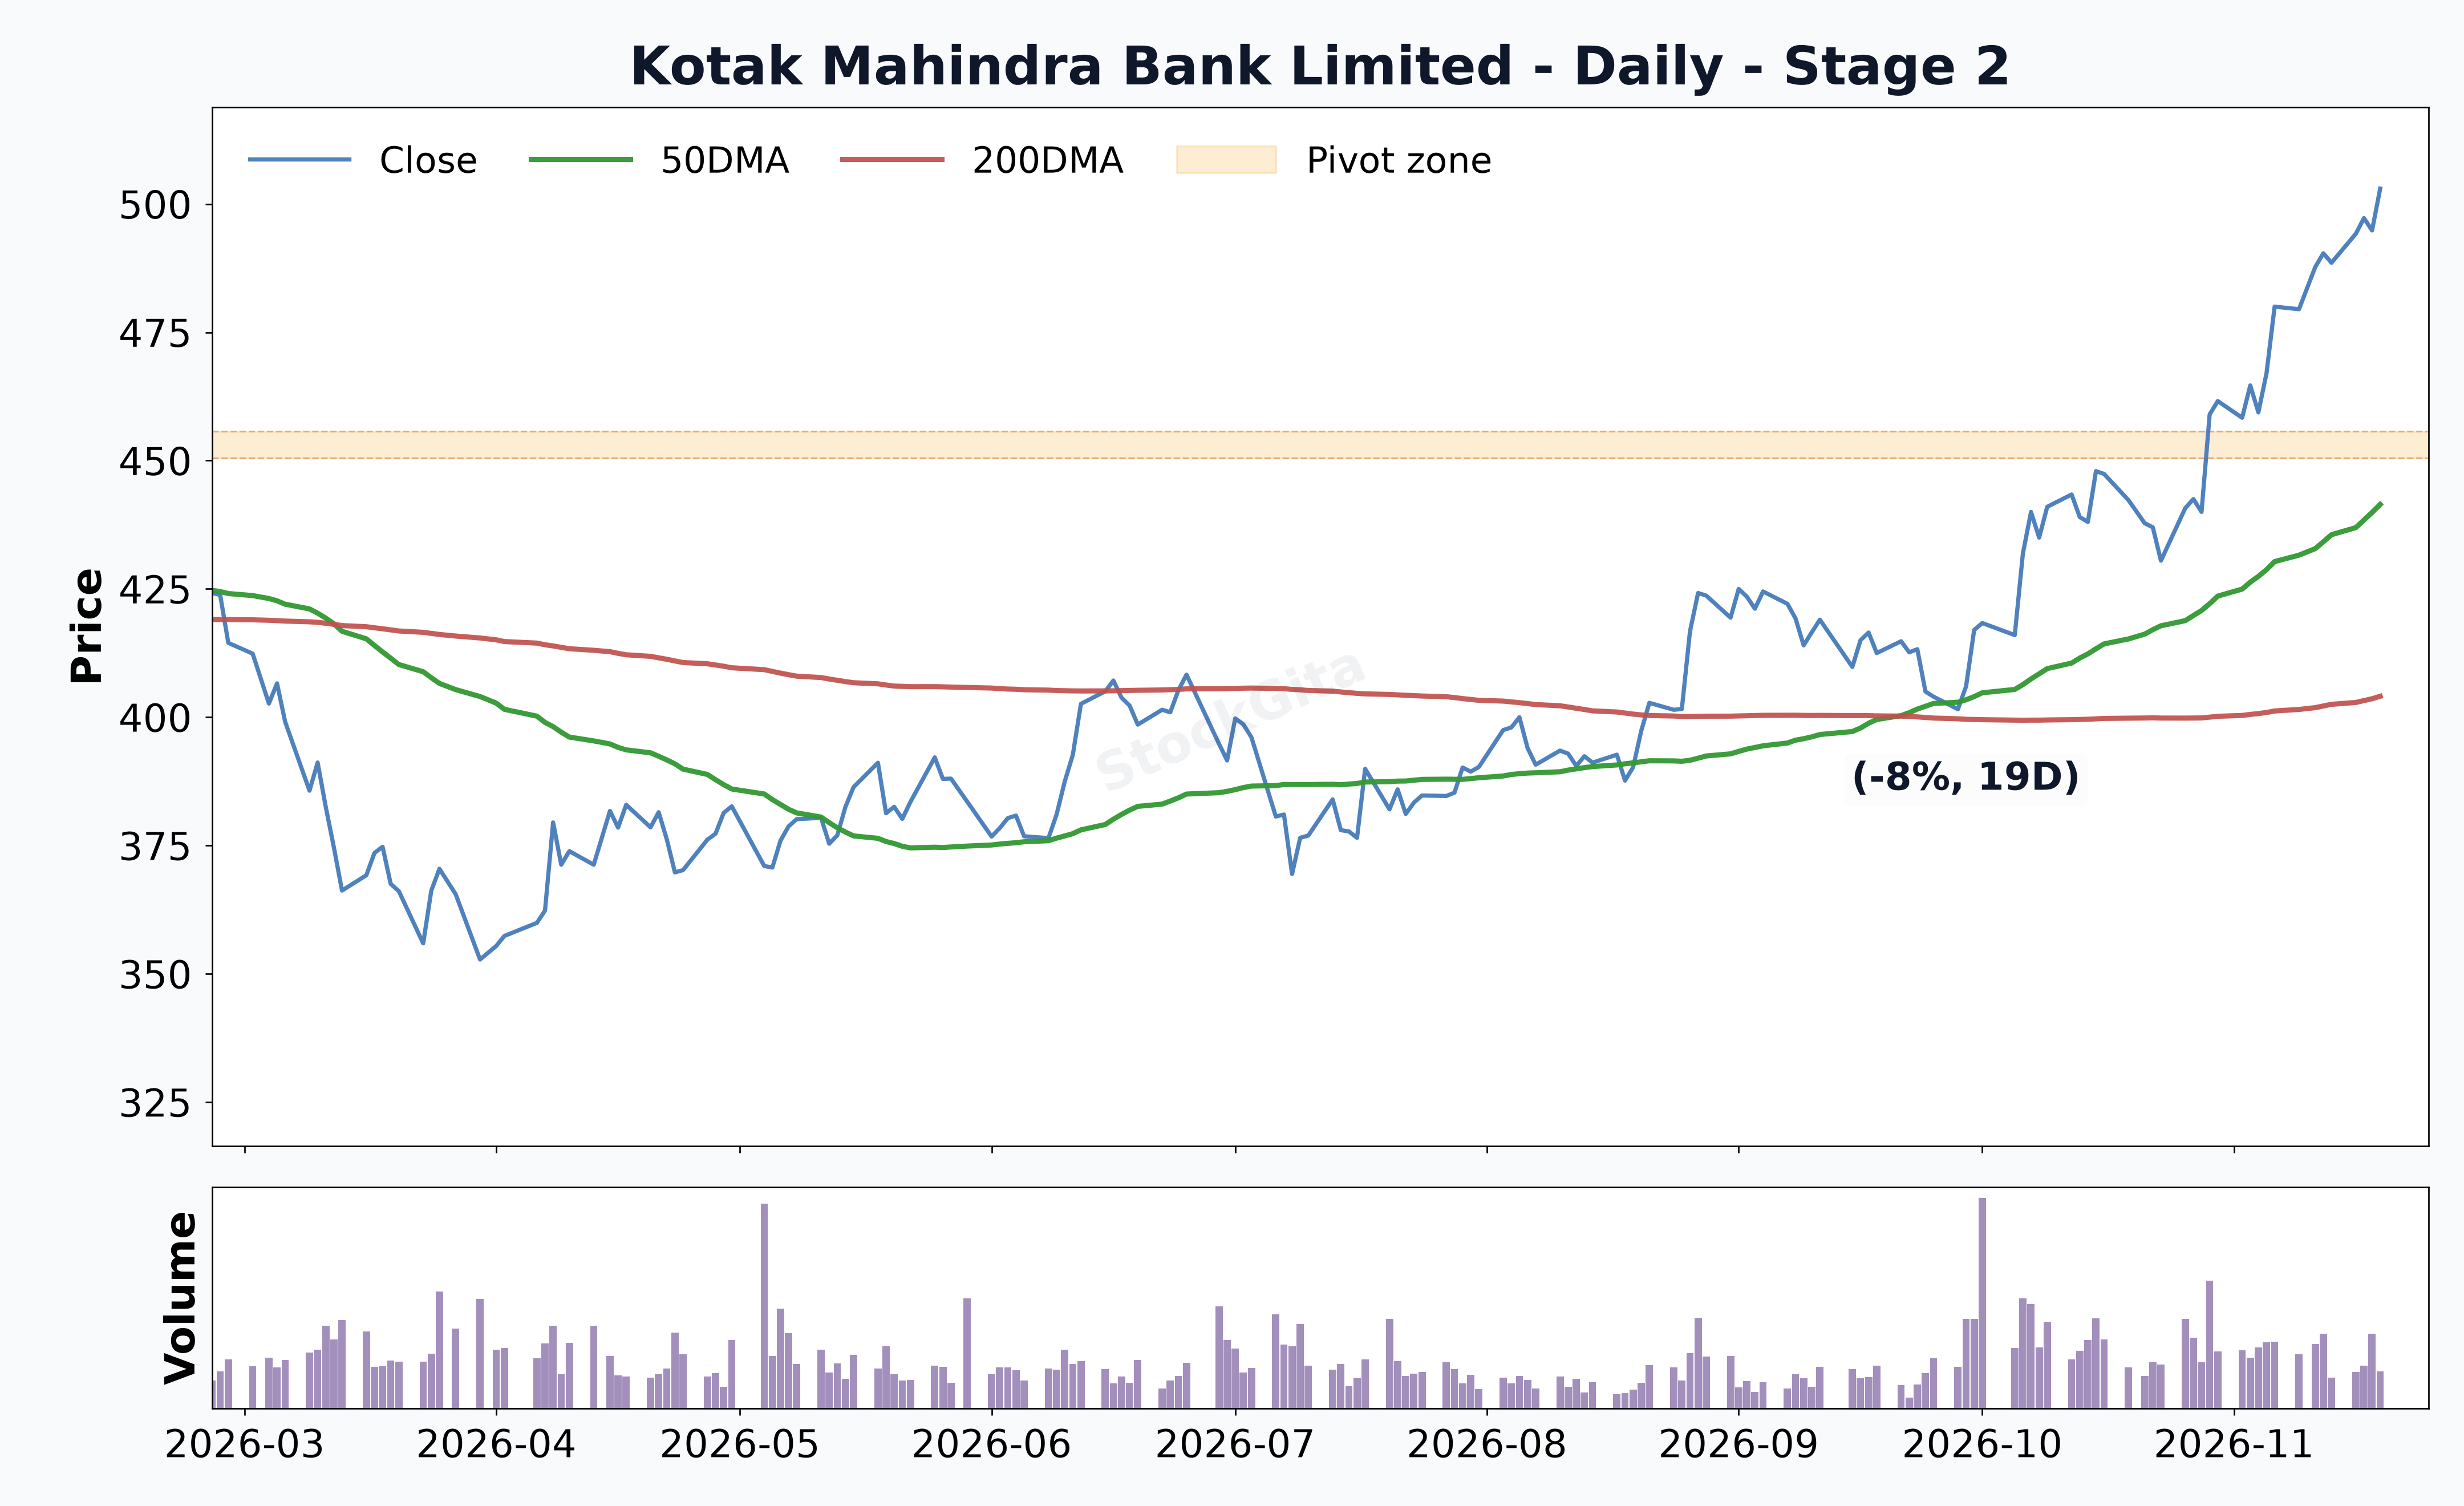 Kotak Mahindra Bank Limited - Daily - Stage 2
Close 50DMA 200DMA Pivot zone
500
475
450
425
400
375
350
325
Price
StockGita
(-8%, 19D)
Volume
2026-03 2026-04 2026-05 2026-06 2026-07 2026-08 2026-09 2026-10 2026-11